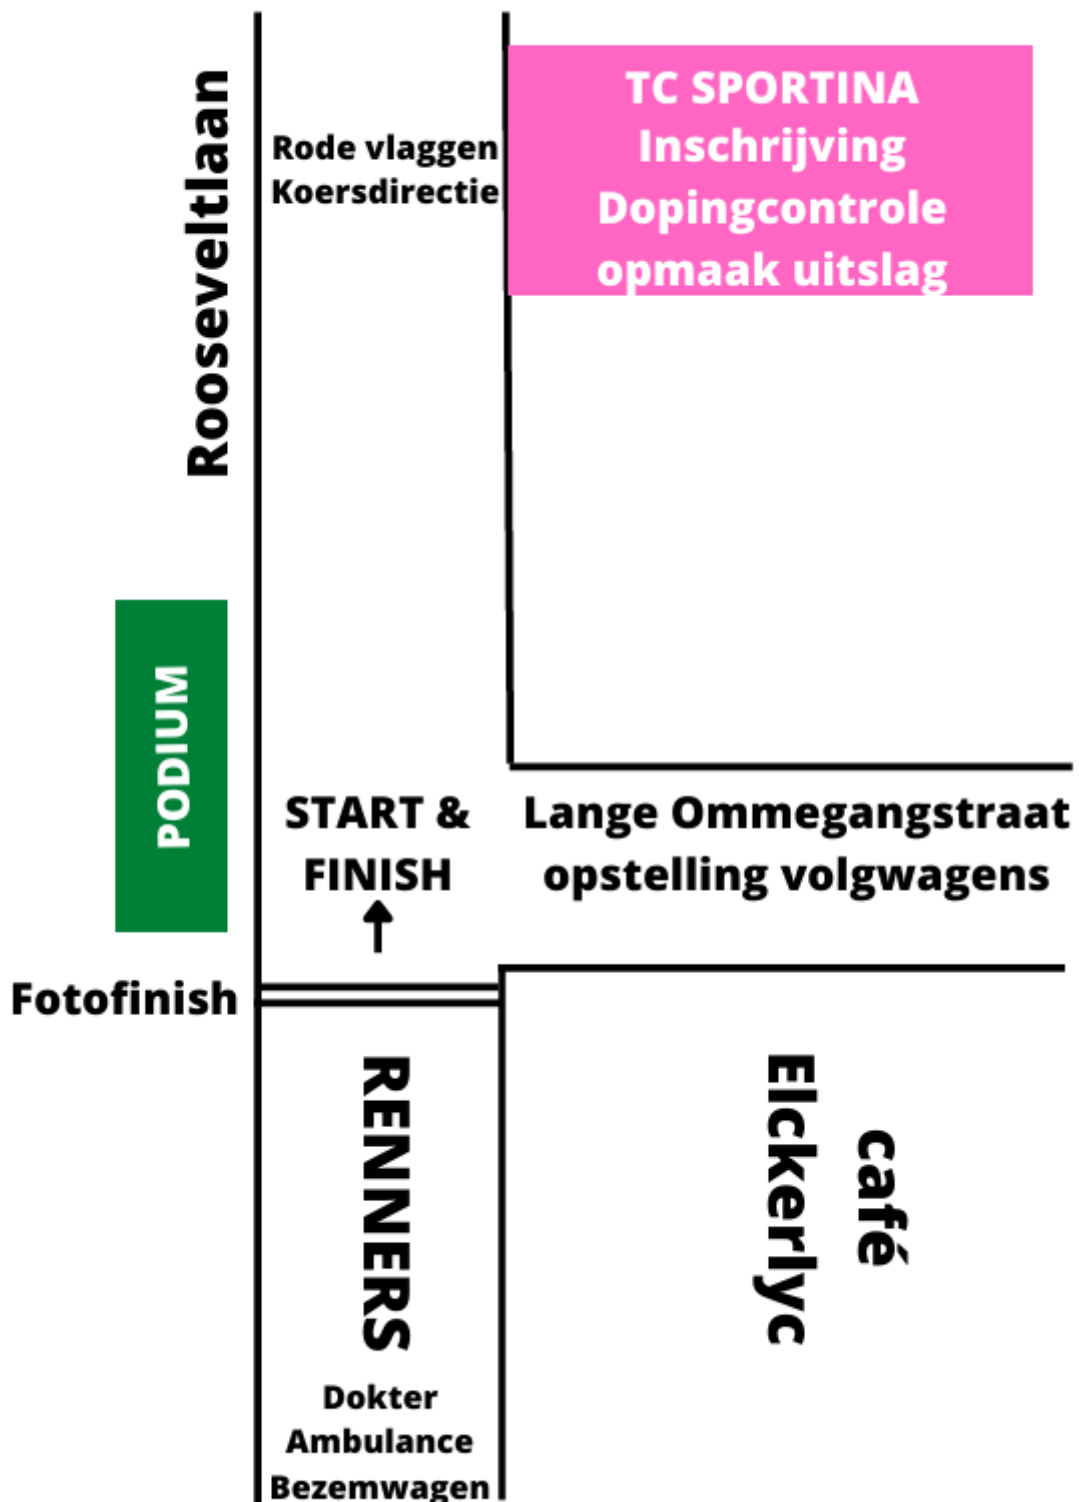 Rooseveltlaan
Rode vlaggen
Koersdirectie
TC SPORTINA
Inschrijving
Dopingcontrole
opmaak uitslag
PODIUM
START &
FINISH
Lange Ommegangstraat
opstelling volgwagens
Fotofinish
RENNERS
café
Elckerlyc
Dokter
Ambulance
Bezemwagen